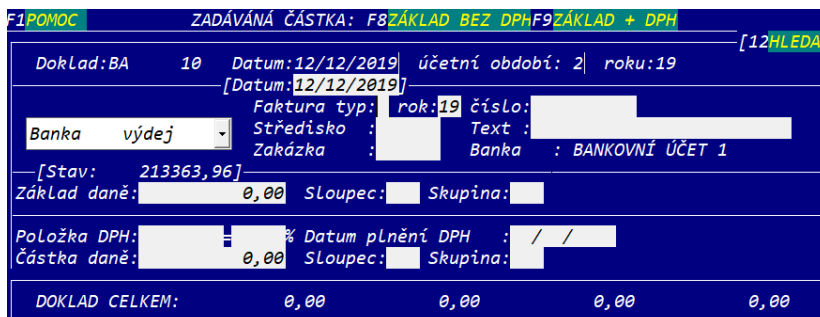 F1POMOC ZADÁVÁNÁ ČÁSTKA: F8ZÁKLAD BEZ DPHF9ZÁKLAD + DPH
[12HLEDA
Doklad:BA 10 Datum:12/12/2019 účetní období: 2 roku:19
[Datum:12/12/2019]
Faktura typ: rok:19 číslo:
Banka výdej Středisko : Text :
Zakázka : Banka : BANKOVNÍ ÚČET 1
[Stav: 213363,96]
Základ daně: 0,00 Sloupec: Skupina:
Položka DPH: = % Datum plnění DPH : / /
Částka daně: 0,00 Sloupec: Skupina:
DOKLAD CELKEM: 0,00 0,00 0,00 0,00